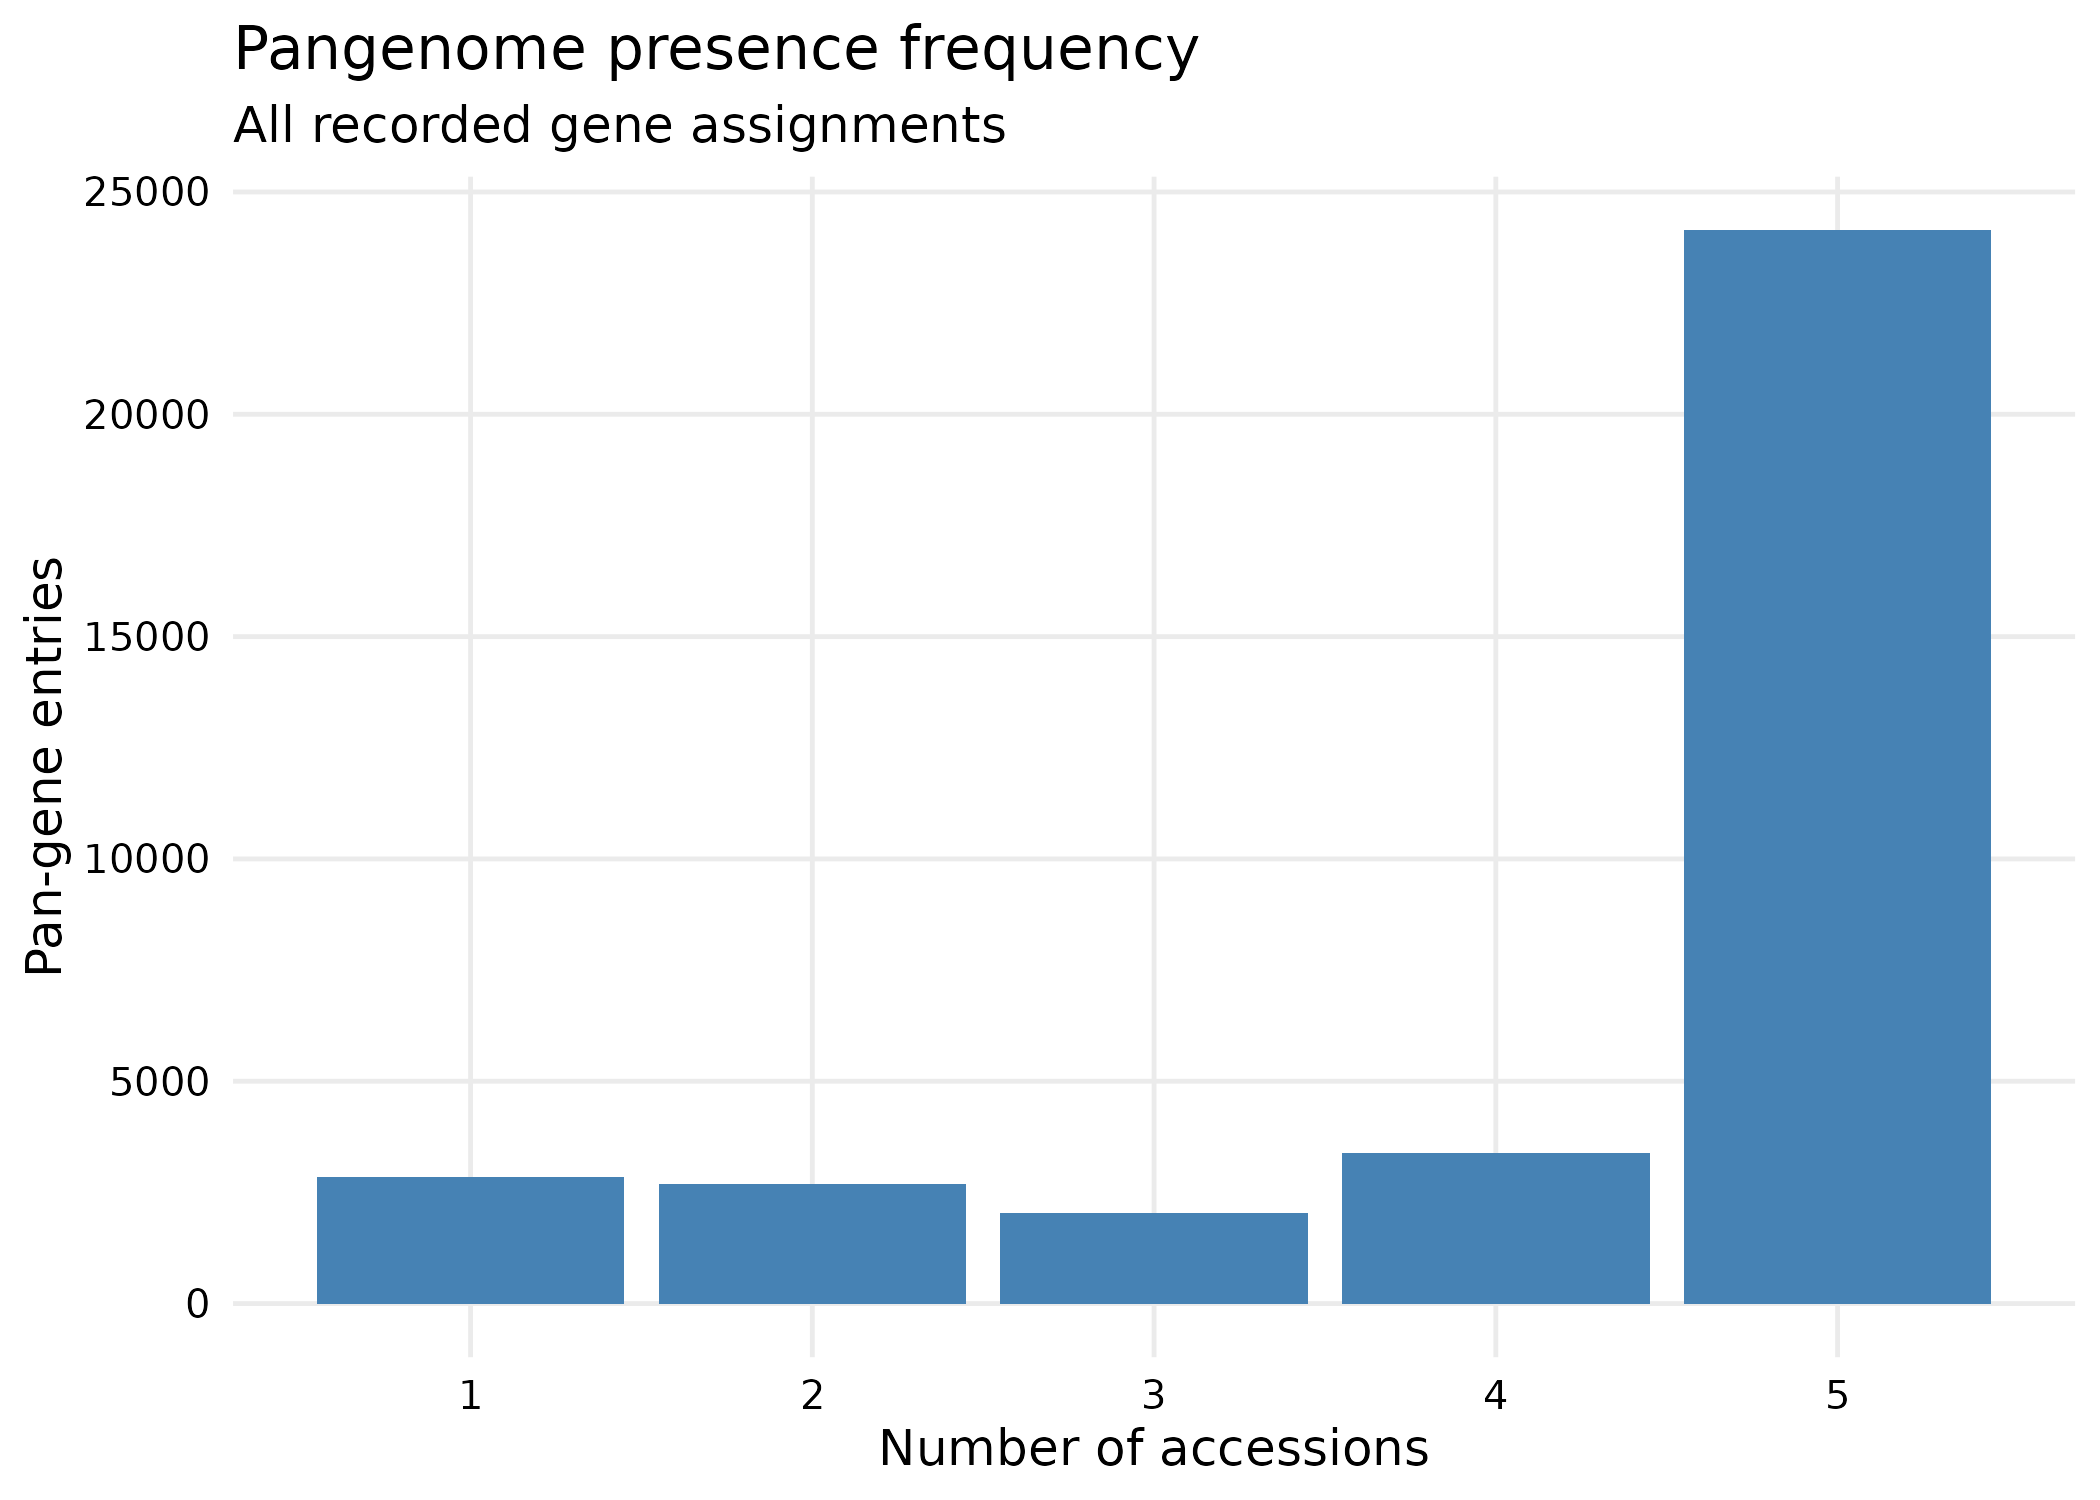 Pangenome presence frequency
All recorded gene assignments
25000
20000
15000
10000
5000
0
Pan-gene entries
1 2 3 4 5
Number of accessions